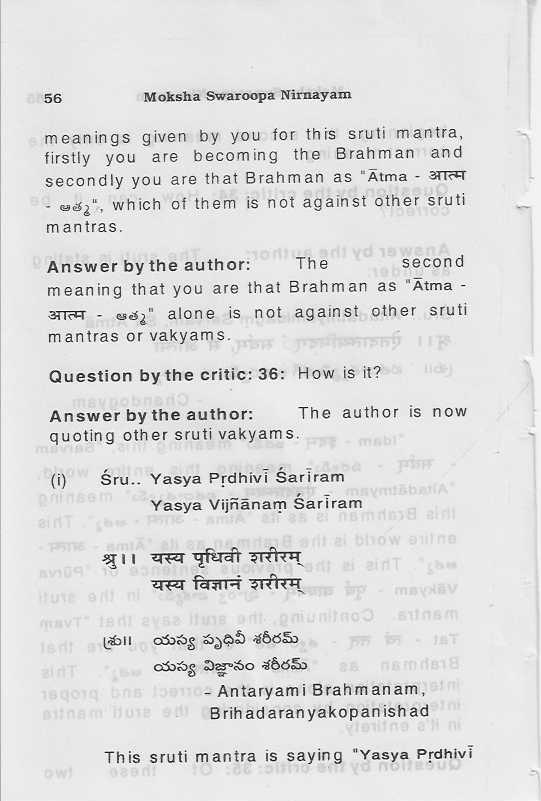 56 Moksha Swaroopa Nirnayam
meanings given by you for this sruti mantra,
firstly you are becoming the Brahman and
secondly you are that Brahman as "Ātma - आत्म
- ఆత్మ", which of them is not against other sruti
mantras.
Answer by the author: The second
meaning that you are that Brahman as "Ātma -
आत्म - ఆత్మ" alone is not against other sruti
mantras or vakyams.
Question by the critic: 36: How is it?
Answer by the author: The author is now
quoting other sruti vakyams.
(i) Śru.. Yasya Pṛdhivī Śarīram
Yasya Vijñānaṃ Śarīram
श्रु।। यस्य पृथिवी शरीरम्
यस्य विज्ञानं शरीरम्
శ్రు॥ యస్య పృథివీ శరీరమ్
యస్య విజ్ఞానం శరీరమ్
- Antaryami Brahmanam,
Brihadaranyakopanishad
This sruti mantra is saying "Yasya Pṛdhivī